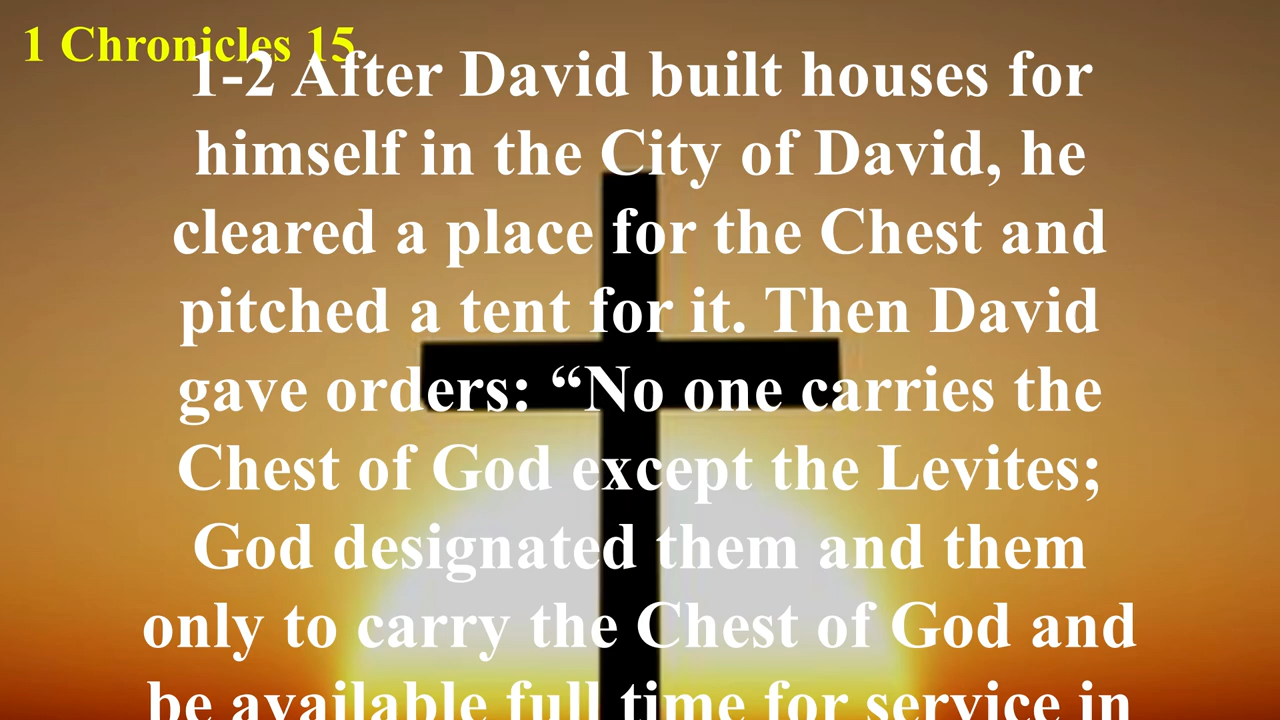 1 Chronicles 15
1-2 After David built houses for
himself in the City of David, he
cleared a place for the Chest and
pitched a tent for it. Then David
gave orders: “No one carries the
Chest of God except the Levites;
God designated them and them
only to carry the Chest of God and
be available full time for service in